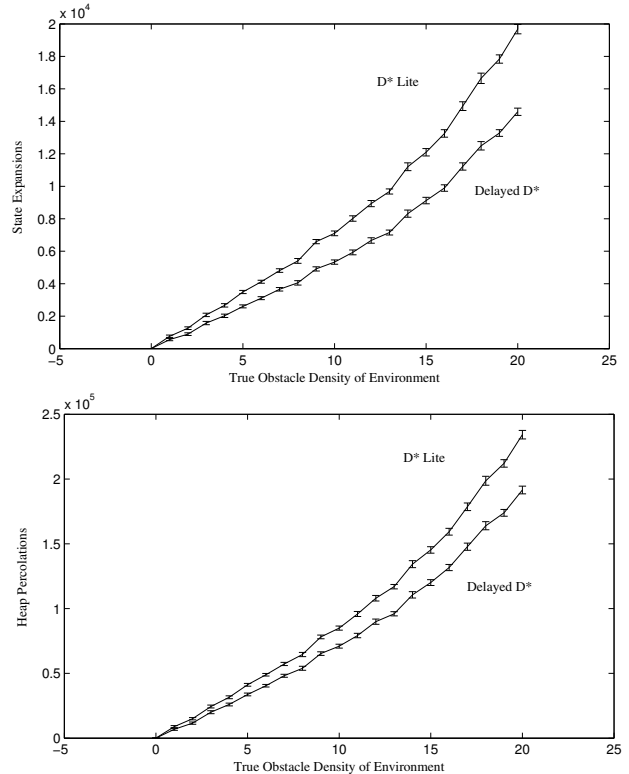 x 10^4
2
1.8
1.6
1.4
1.2
1
0.8
0.6
0.4
0.2
0
State Expansions
D* Lite
Delayed D*
−5 0 5 10 15 20 25
True Obstacle Density of Environment
x 10^5
2.5
2
1.5
1
0.5
0
Heap Percolations
D* Lite
Delayed D*
−5 0 5 10 15 20 25
True Obstacle Density of Environment